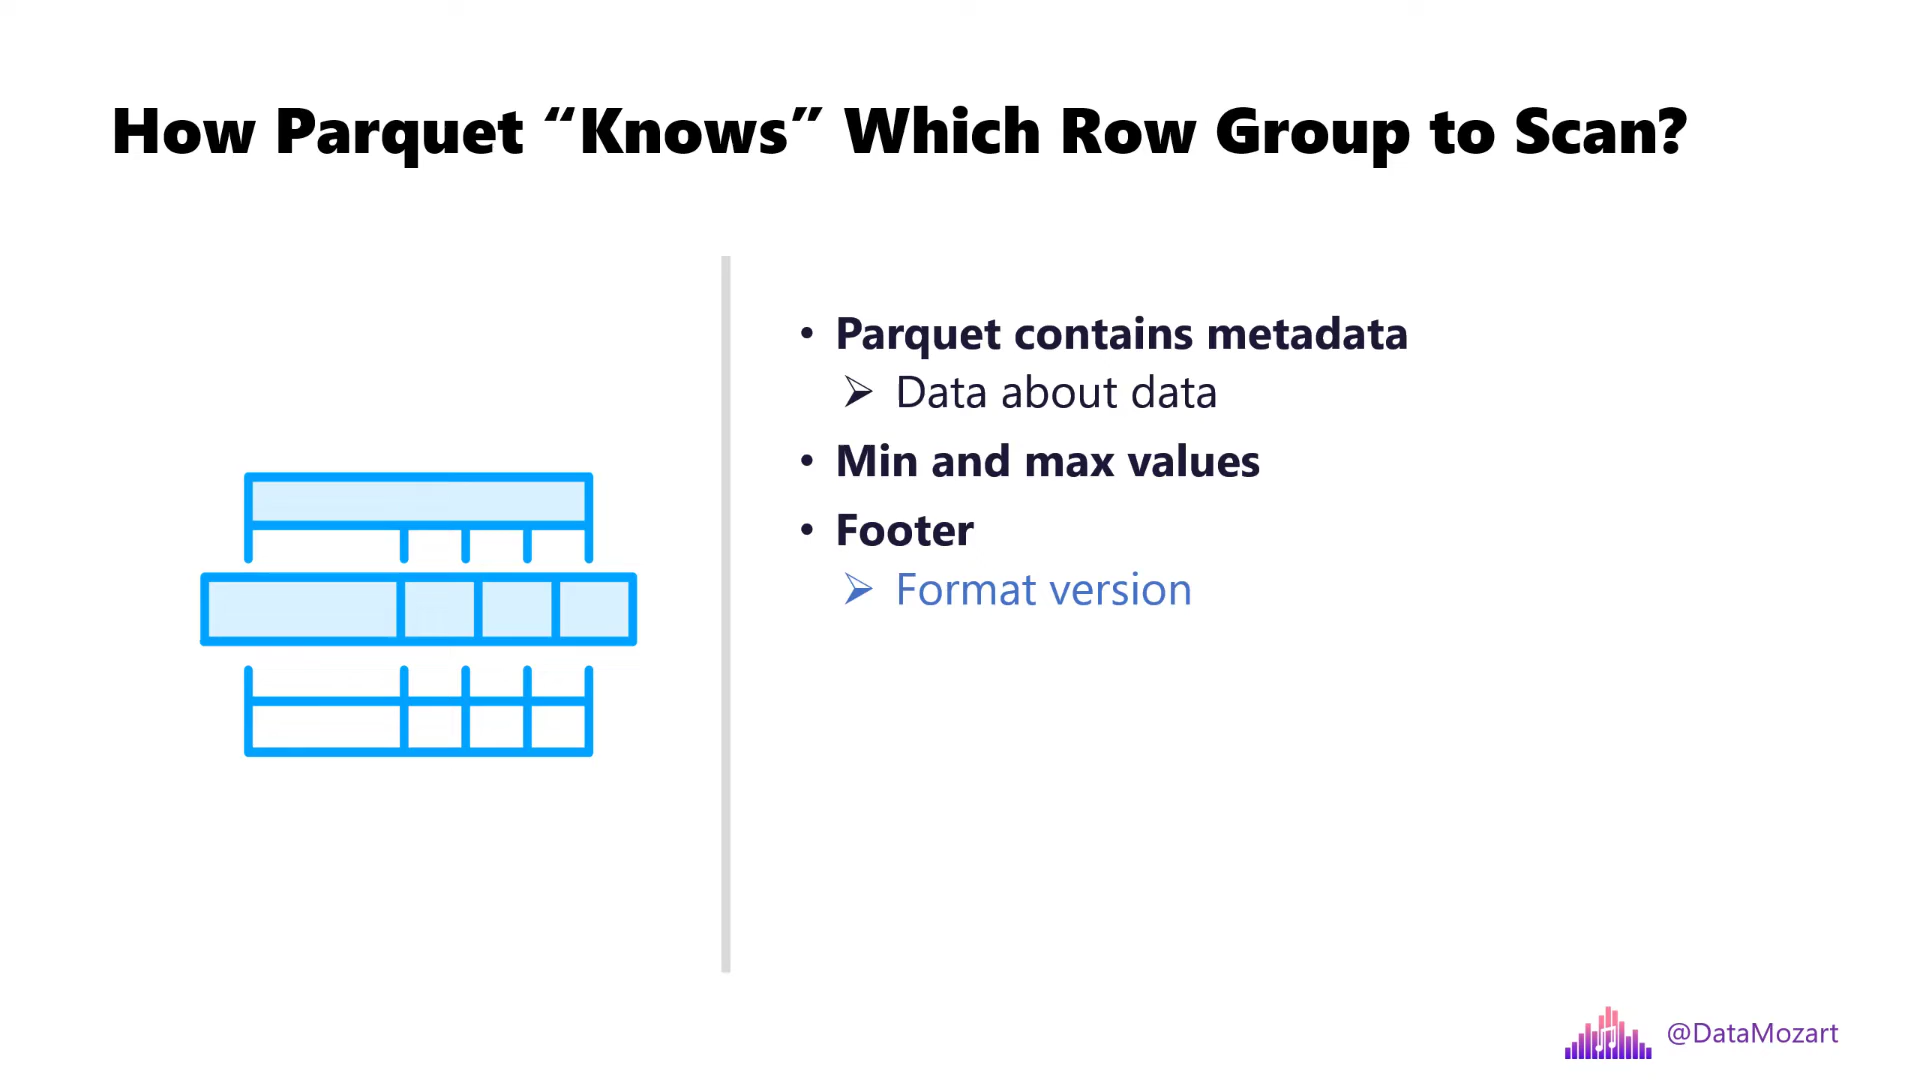 How Parquet “Knows” Which Row Group to Scan?
• Parquet contains metadata
➢ Data about data
• Min and max values
• Footer
➢ Format version
@DataMozart